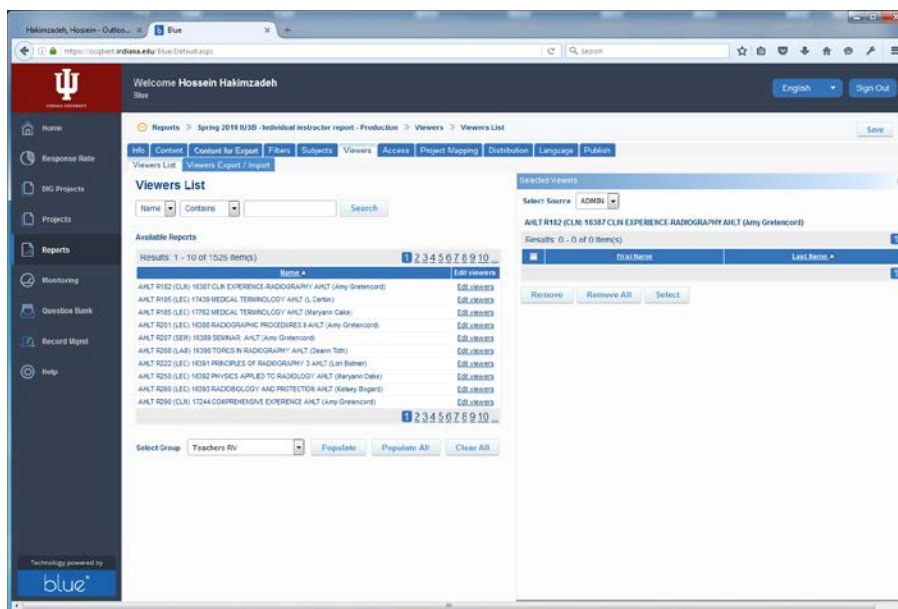 Hakimzadeh, Hossein - Outloo... ×
Blue ×
https://ocqbert.indiana.edu/Blue/Default.aspx
Search
INDIANA UNIVERSITY
Welcome Hossein Hakimzadeh
Blue
English
Sign Out
Home
Response Rate
DIG Projects
Projects
Reports
Monitoring
Question Bank
Record Mgmt
Help
Technology powered by
blue
Reports > Spring 2016 IUSB - Individual instructor report - Production > Viewers > Viewers List
Save
Info Content Content for Export Filters Subjects Viewers Access Project Mapping Distribution Language Publish
Viewers List Viewers Export / Import
Viewers List
Name Contains Search
Available Reports
Results: 1 - 10 of 1526 item(s) 1 2 3 4 5 6 7 8 9 10 ...
Name Edit viewers
AHLT R182 (CLN) 16387 CLIN EXPERIENCE-RADIOGRAPHY AHLT (Amy Gretencord) Edit viewers
AHLT R185 (LEC) 17439 MEDICAL TERMINOLOGY AHLT (L Cerbin) Edit viewers
AHLT R185 (LEC) 17762 MEDICAL TERMINOLOGY AHLT (Maryann Oake) Edit viewers
AHLT R201 (LEC) 16388 RADIOGRAPHIC PROCEDURES II AHLT (Amy Gretencord) Edit viewers
AHLT R207 (SEM) 16389 SEMINAR: AHLT (Amy Gretencord) Edit viewers
AHLT R208 (LAB) 16390 TOPICS IN RADIOGRAPHY AHLT (Deann Toth) Edit viewers
AHLT R222 (LEC) 16391 PRINCIPLES OF RADIOGRAPHY 3 AHLT (Lori Balmer) Edit viewers
AHLT R250 (LEC) 16392 PHYSICS APPLIED TO RADIOLOGY AHLT (Maryann Oake) Edit viewers
AHLT R260 (LEC) 16393 RADIOBIOLOGY AND PROTECTION AHLT (Kelsey Bogard) Edit viewers
AHLT R290 (CLN) 17244 COMPREHENSIVE EXPERIENCE AHLT (Amy Gretencord) Edit viewers
1 2 3 4 5 6 7 8 9 10 ...
Select Group Teachers RV Populate Populate All Clear All
Selected Viewers
Select Source ADMIN
AHLT R182 (CLN) 16387 CLIN EXPERIENCE-RADIOGRAPHY AHLT (Amy Gretencord)
Results: 0 - 0 of 0 item(s) 1
First Name Last Name
1
Remove Remove All Select